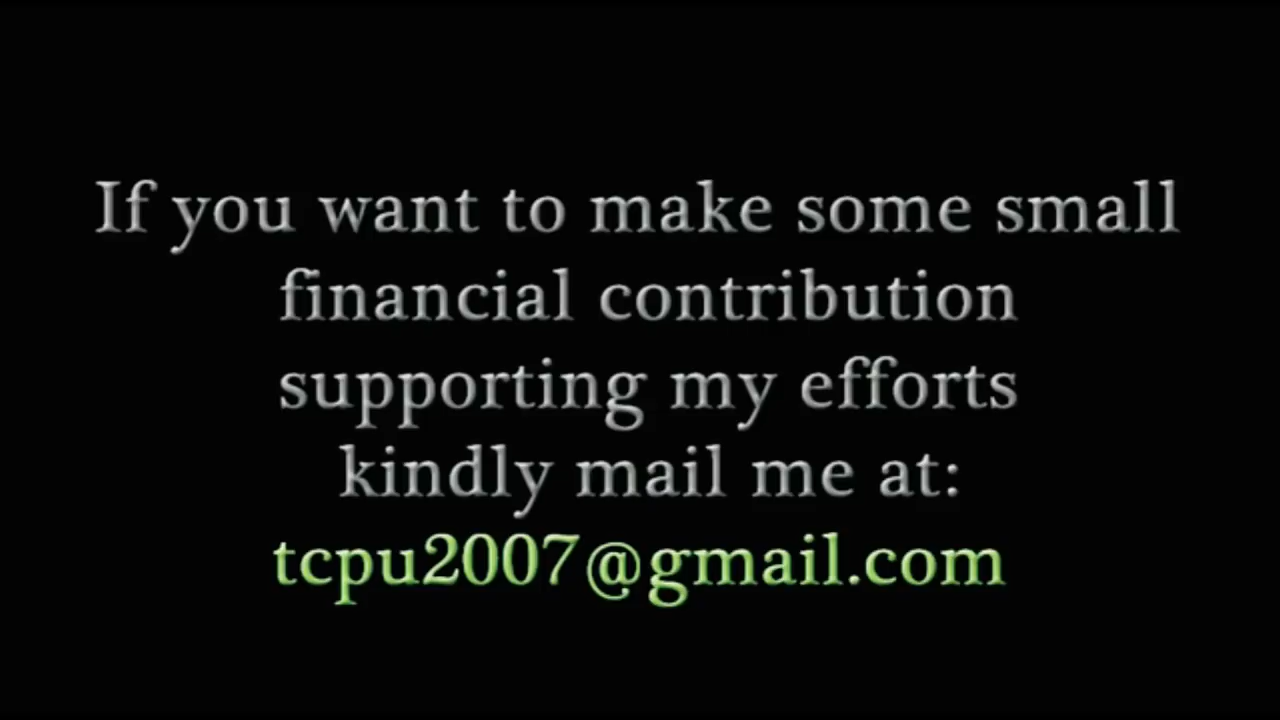 If you want to make some small
financial contribution
supporting my efforts
kindly mail me at:
tcpu2007@gmail.com